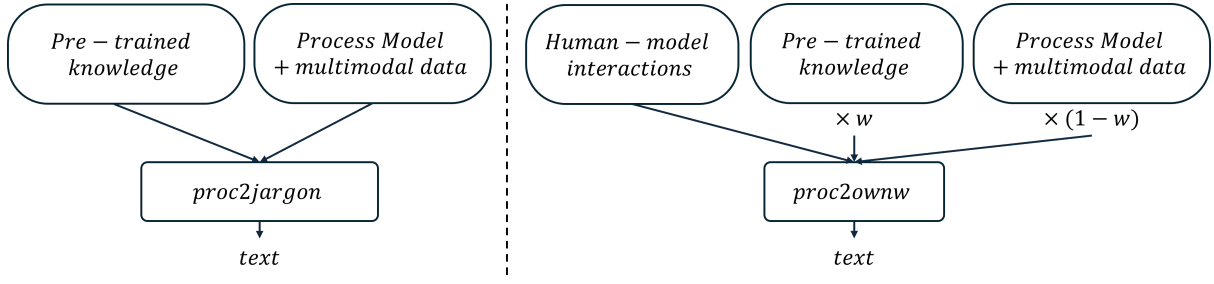 Pre − trained
knowledge
Process Model
+ multimodal data
proc2jargon
text
Human − model
interactions
Pre − trained
knowledge
× w
Process Model
+ multimodal data
× (1 − w)
proc2ownw
text